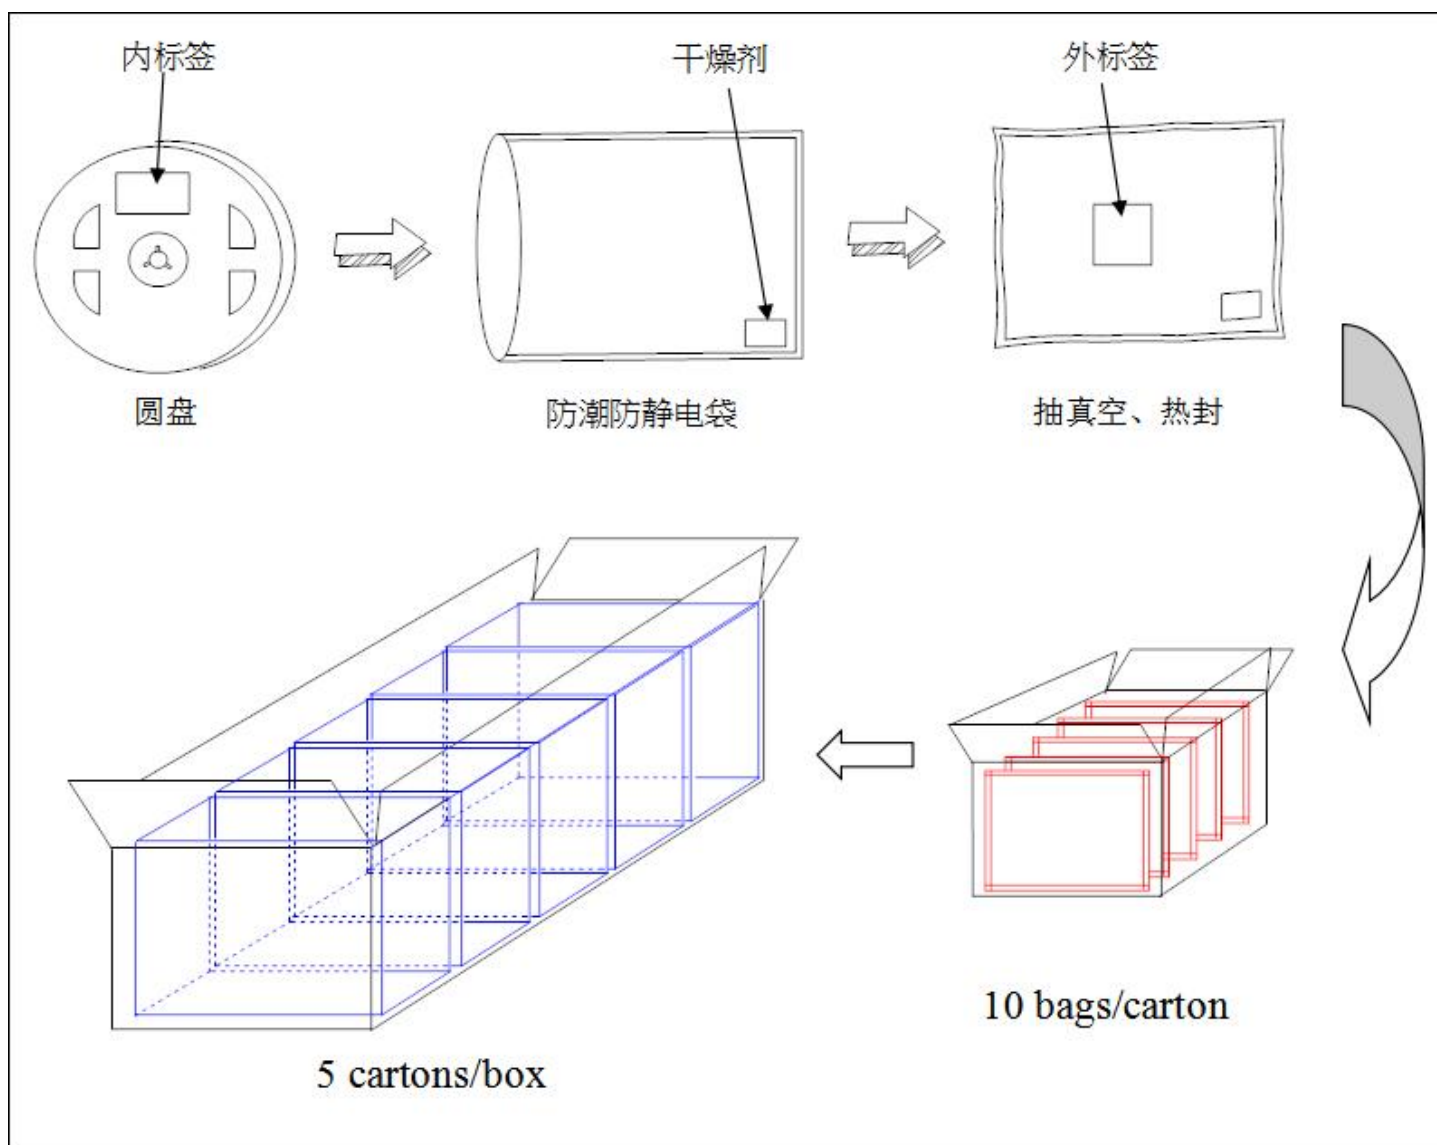 内标签
干燥剂
外标签
圆盘
防潮防静电袋
抽真空、热封
10 bags/carton
5 cartons/box